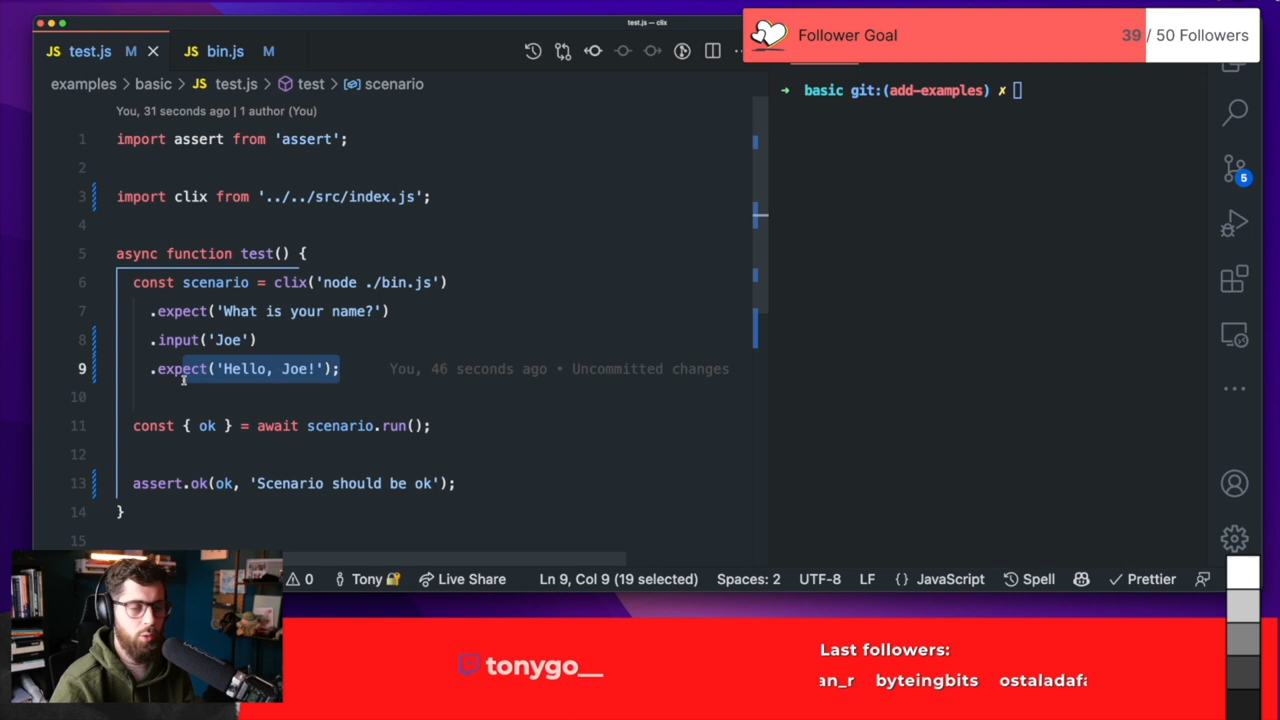 test.js — clix
Follower Goal
39 / 50 Followers
JS test.js M
JS bin.js M
examples > basic > JS test.js > test > scenario
You, 31 seconds ago | 1 author (You)
1 import assert from 'assert';
2
3 import clix from '../../src/index.js';
4
5 async function test() {
6 const scenario = clix('node ./bin.js')
7 .expect('What is your name?')
8 .input('Joe')
9 .expect('Hello, Joe!'); You, 46 seconds ago • Uncommitted changes
10
11 const { ok } = await scenario.run();
12
13 assert.ok(ok, 'Scenario should be ok');
14 }
15
→ basic git:(add-examples) ✗
5
0 Tony Live Share Ln 9, Col 9 (19 selected) Spaces: 2 UTF-8 LF {} JavaScript Spell Prettier
tonygo__
Last followers:
an_r byteingbits ostaladafa